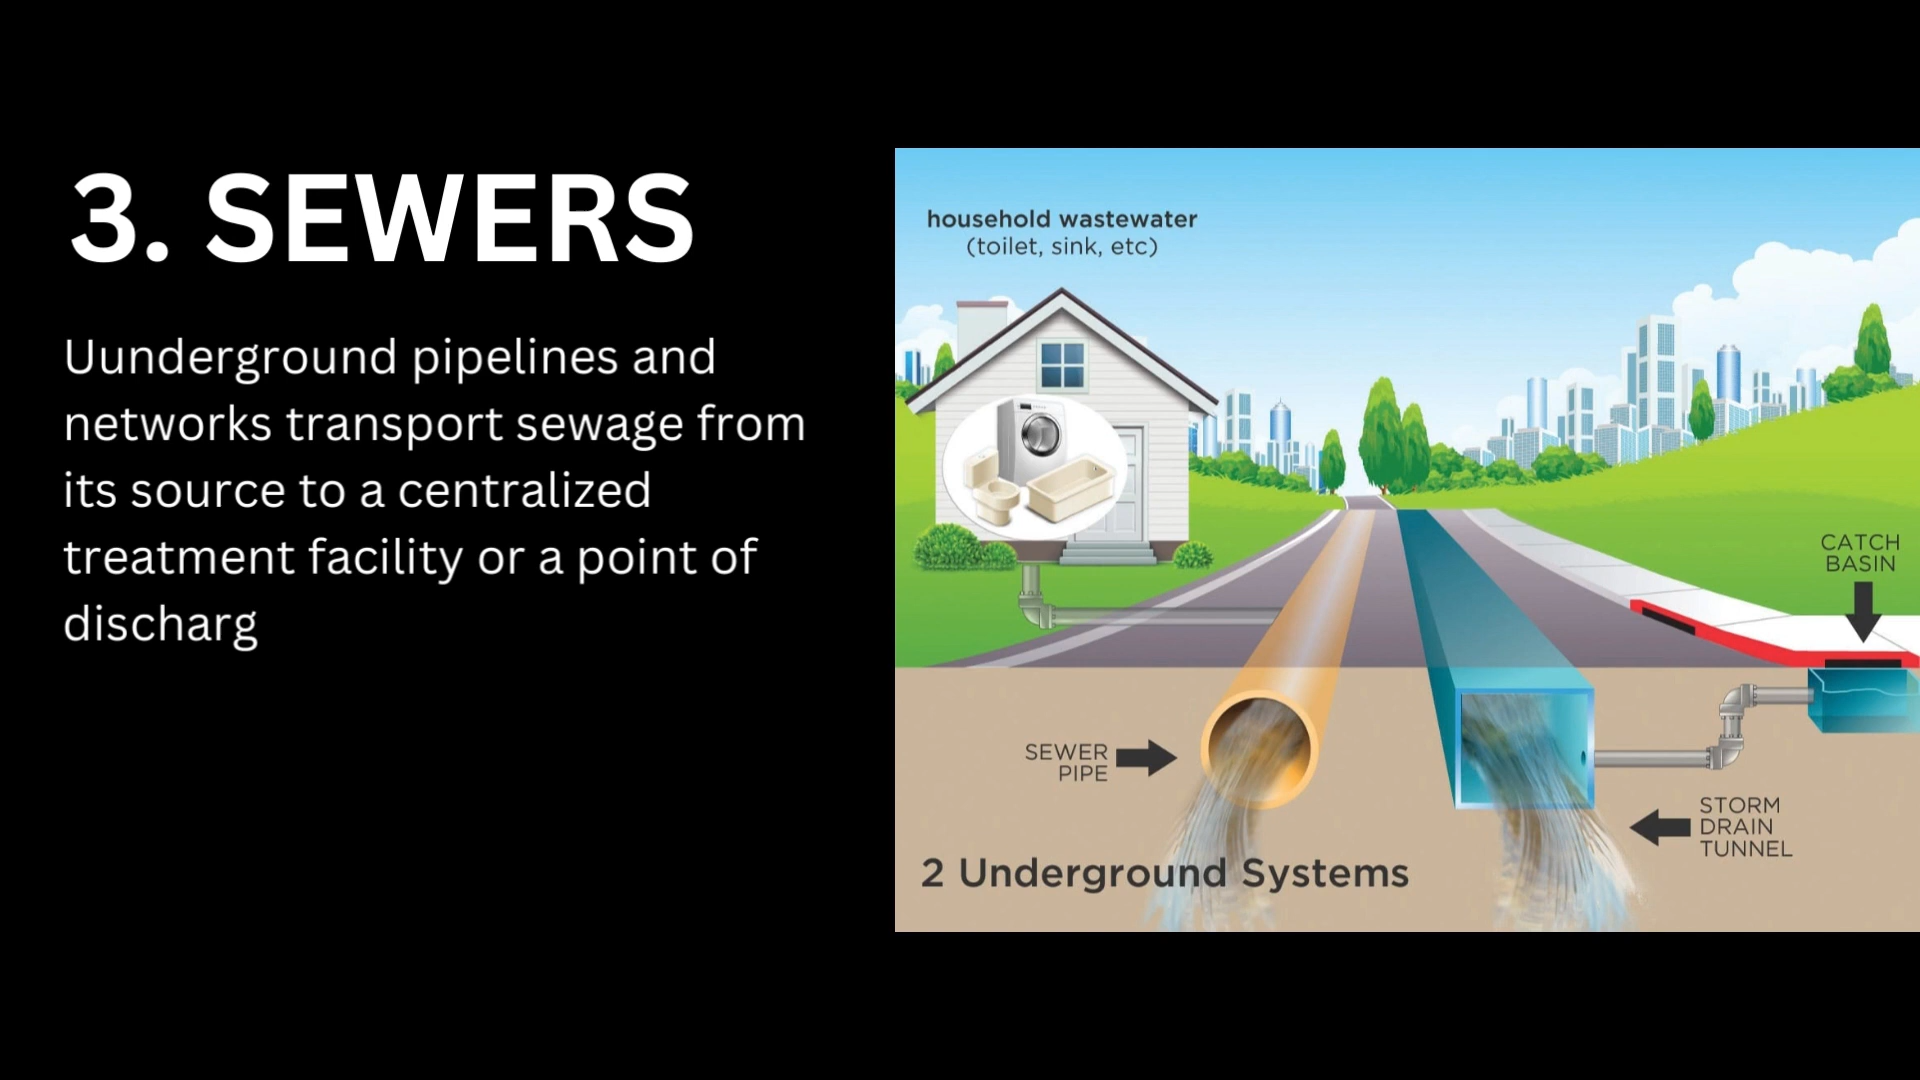 3. SEWERS
Uunderground pipelines and
networks transport sewage from
its source to a centralized
treatment facility or a point of
discharg
household wastewater
(toilet, sink, etc)
CATCH
BASIN
SEWER
PIPE
STORM
DRAIN
TUNNEL
2 Underground Systems